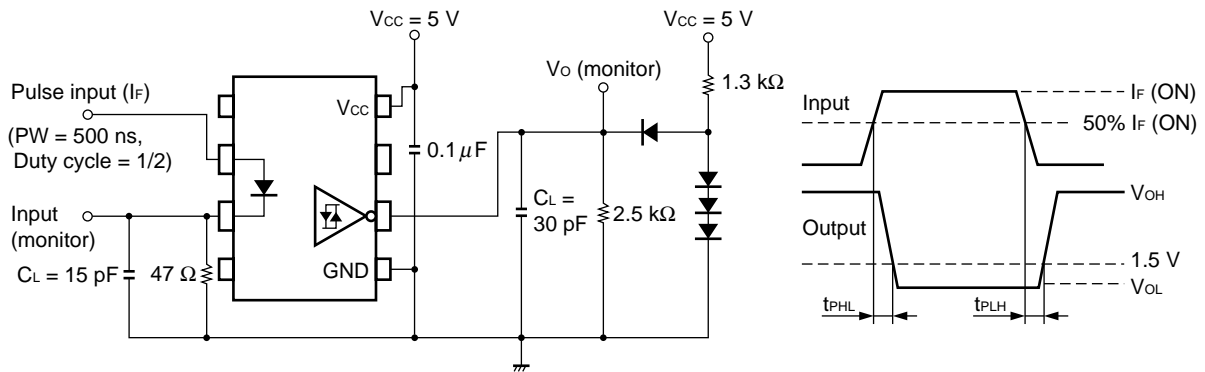 VCC = 5 V
VCC = 5 V
Pulse input (IF)
(PW = 500 ns,
Duty cycle = 1/2)
Input
(monitor)
CL = 15 pF
47 Ω
VCC
GND
0.1 μF
VO (monitor)
1.3 kΩ
CL =
30 pF
2.5 kΩ
Input
IF (ON)
50% IF (ON)
Output
VOH
1.5 V
VOL
tPHL
tPLH